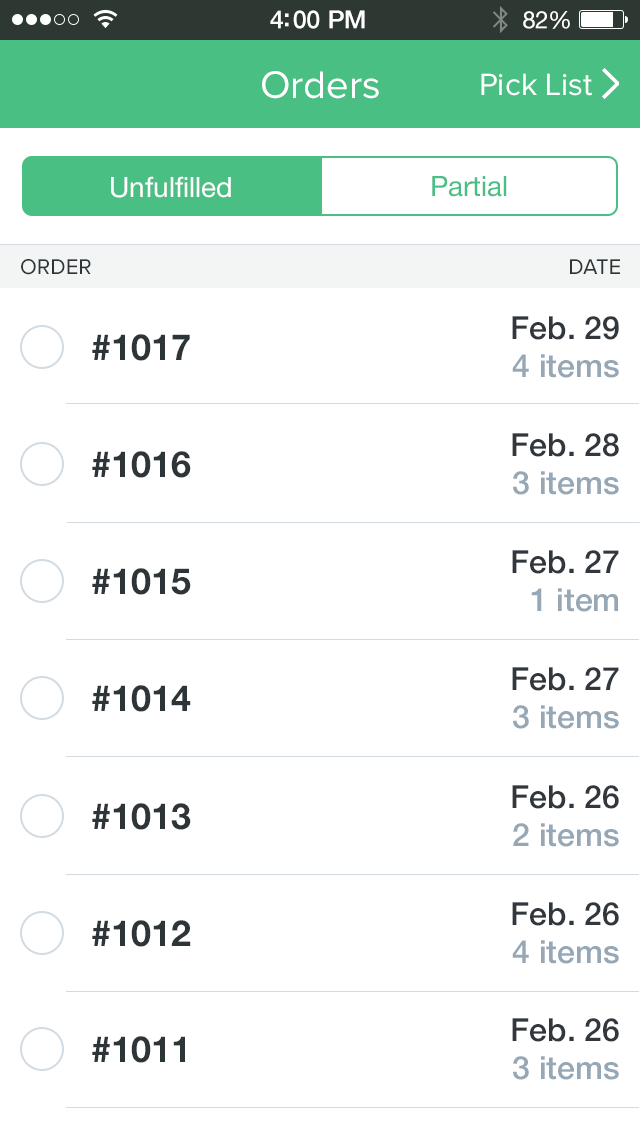 4:00 PM 82%
Orders Pick List
Unfulfilled Partial
ORDER DATE
#1017 Feb. 29
4 items
#1016 Feb. 28
3 items
#1015 Feb. 27
1 item
#1014 Feb. 27
3 items
#1013 Feb. 26
2 items
#1012 Feb. 26
4 items
#1011 Feb. 26
3 items